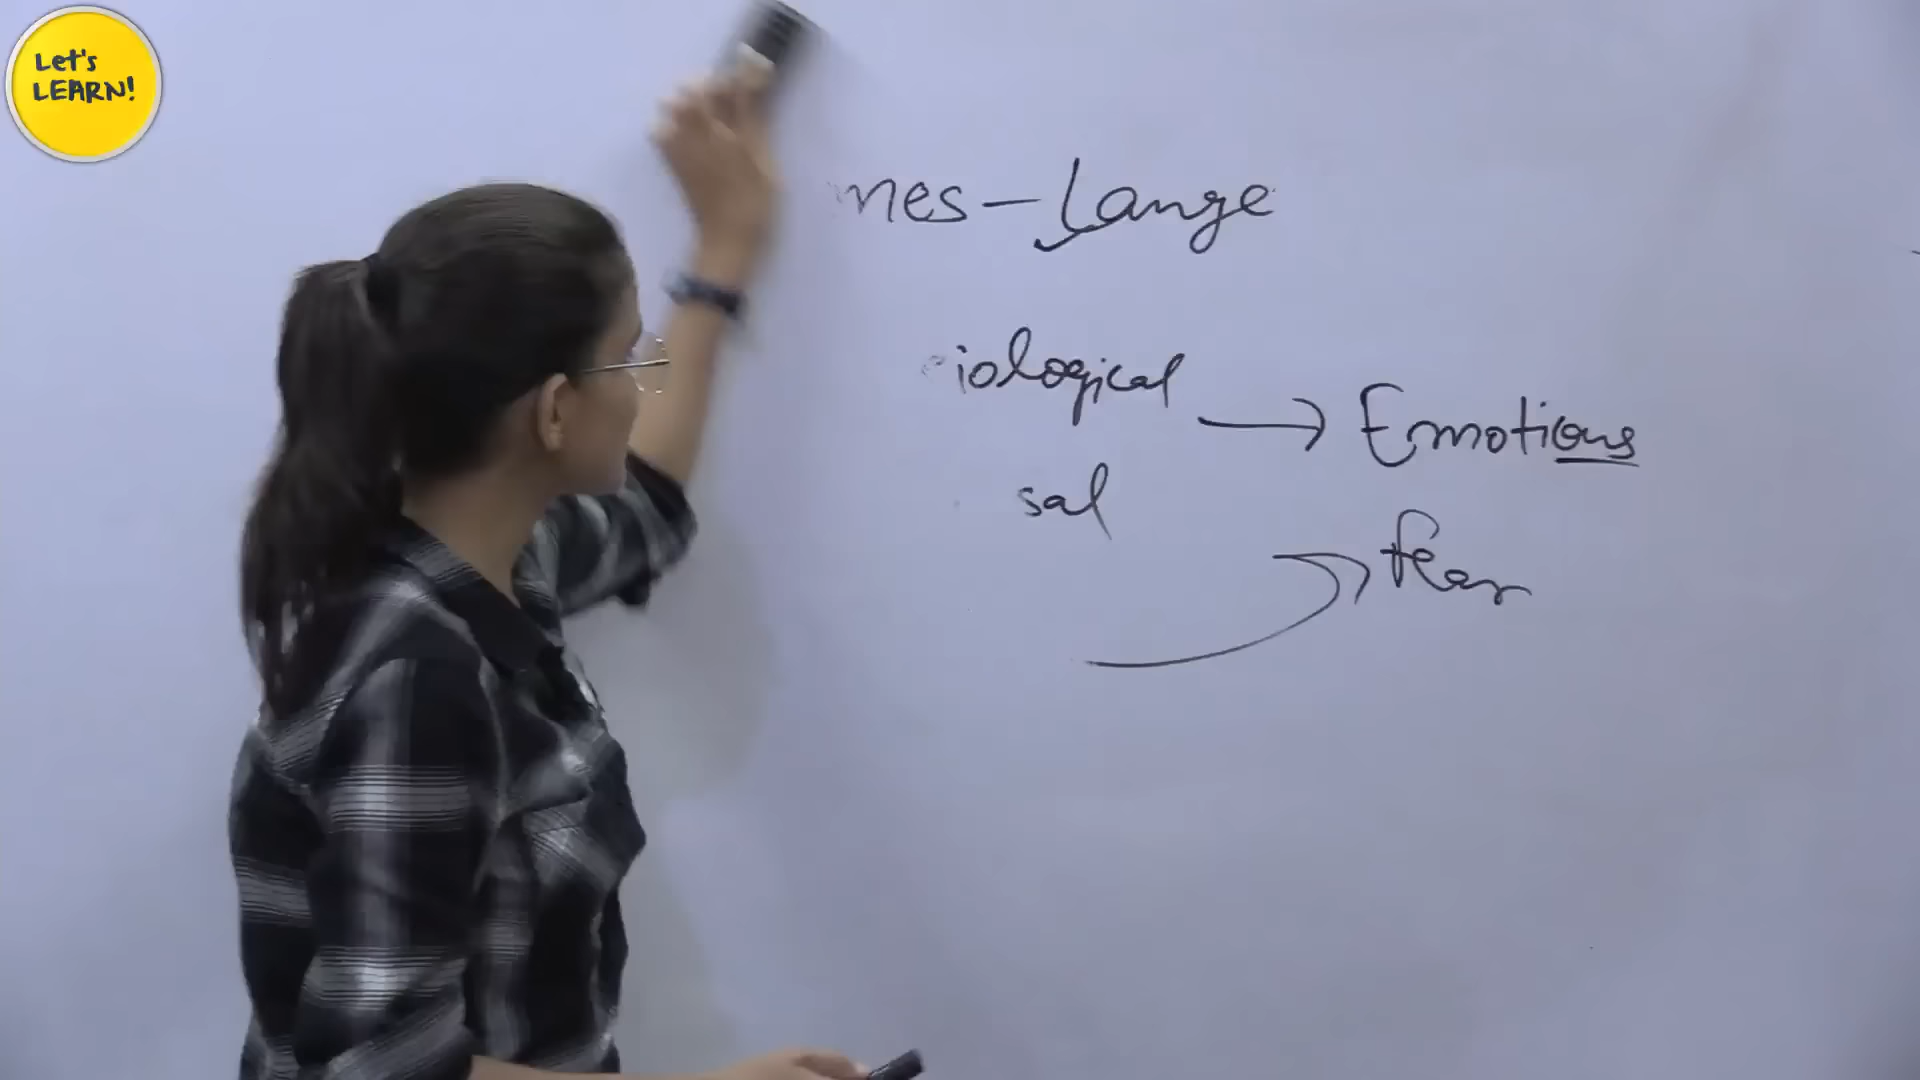 Let's
LEARN!
mes - Lange
iological
→ Emotions
sal
fear